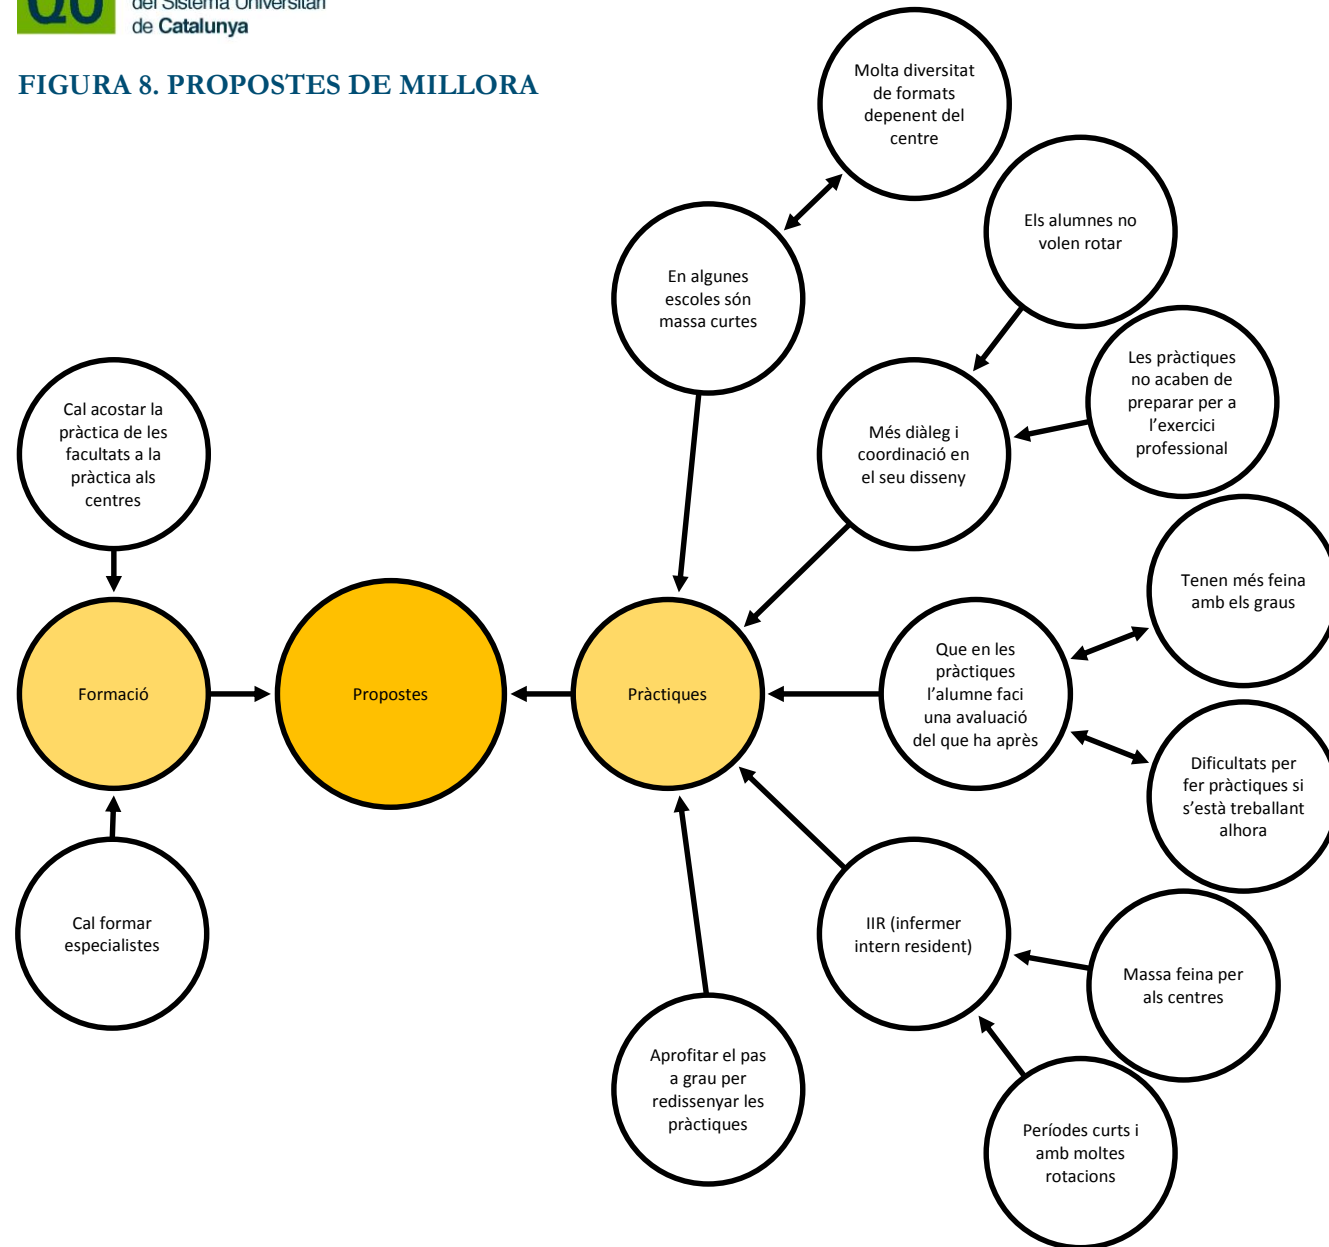 QU
del Sistema Universitari
de Catalunya
FIGURA 8. PROPOSTES DE MILLORA
Molta diversitat
de formats
depenent del
centre
Els alumnes no
volen rotar
En algunes
escoles són
massa curtes
Les pràctiques
no acaben de
preparar per a
l’exercici
professional
Cal acostar la
pràctica de les
facultats a la
pràctica als
centres
Més diàleg i
coordinació en
el seu disseny
Tenen més feina
amb els graus
Formació
Propostes
Pràctiques
Que en les
pràctiques
l’alumne faci
una avaluació
del que ha après
Dificultats per
fer pràctiques si
s’està treballant
alhora
Cal formar
especialistes
IIR (infermer
intern resident)
Massa feina per
als centres
Aprofitar el pas
a grau per
redissenyar les
pràctiques
Períodes curts i
amb moltes
rotacions